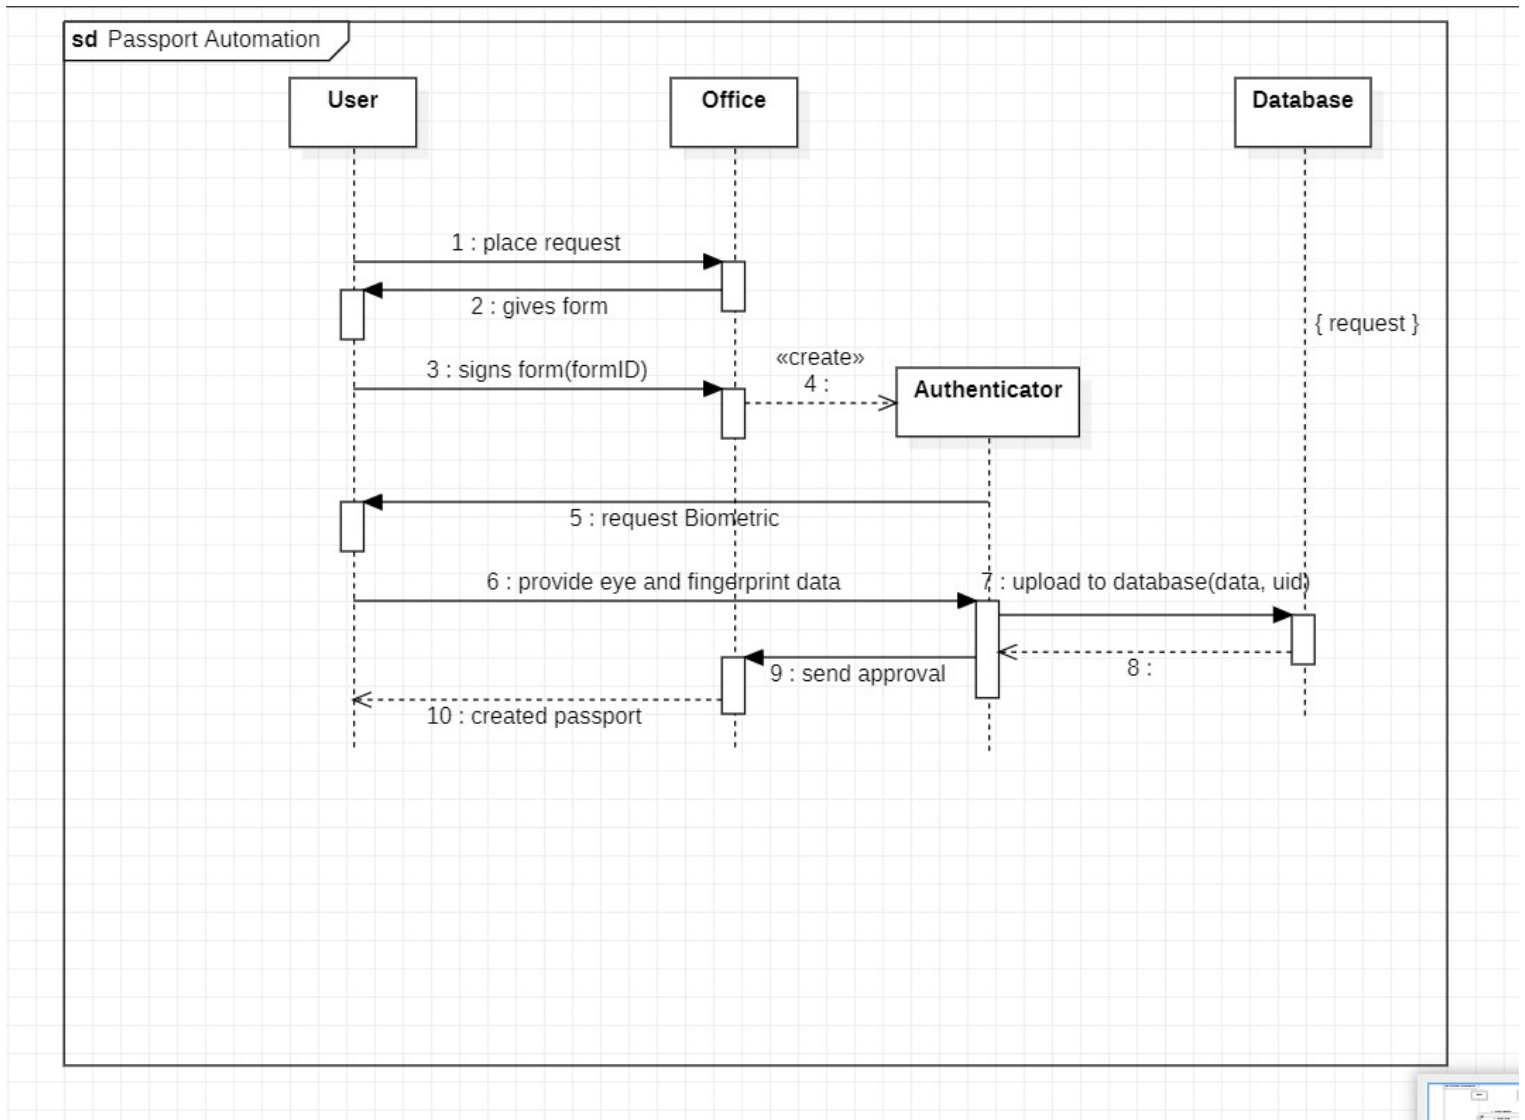 sd Passport Automation
User
Office
Database
1 : place request
2 : gives form
{ request }
3 : signs form(formID)
«create»
4 :
Authenticator
5 : request Biometric
6 : provide eye and fingerprint data
7 : upload to database(data, uid)
8 :
9 : send approval
10 : created passport